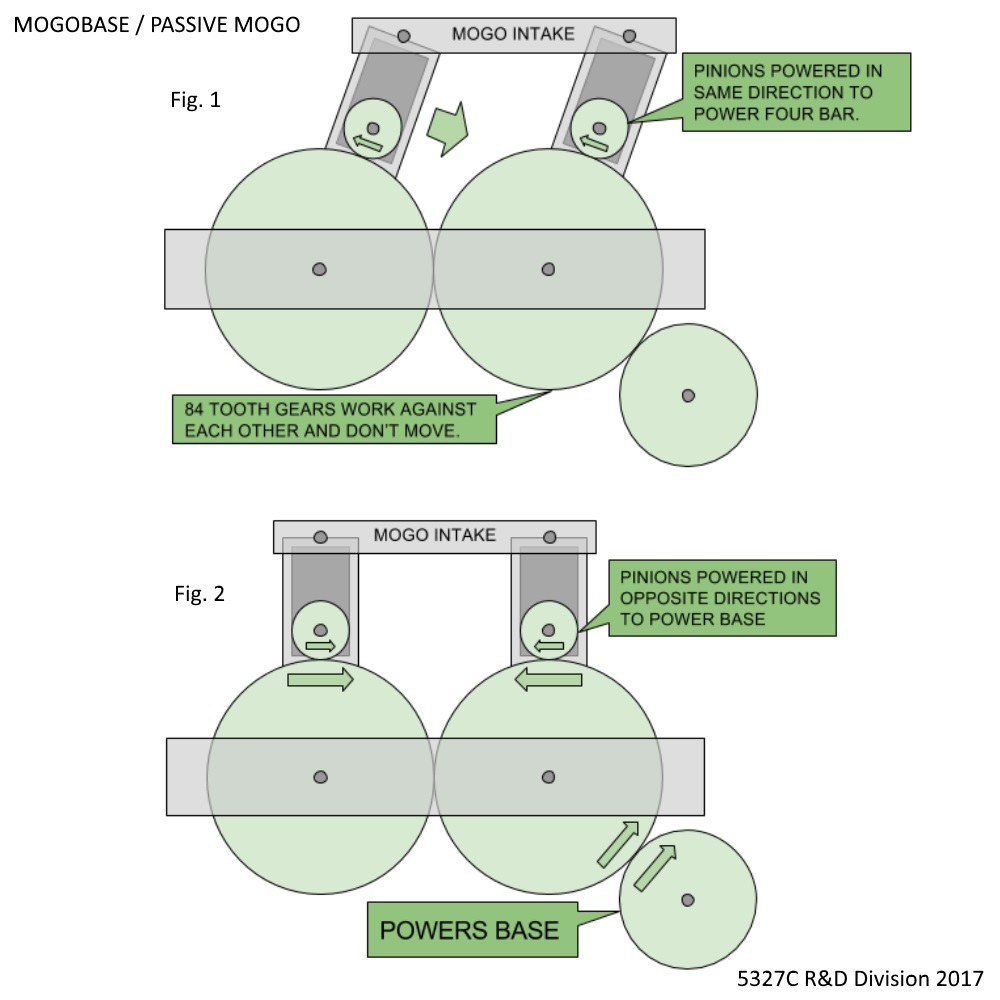 MOGOBASE / PASSIVE MOGO
MOGO INTAKE
Fig. 1
PINIONS POWERED IN
SAME DIRECTION TO
POWER FOUR BAR.
84 TOOTH GEARS WORK AGAINST
EACH OTHER AND DON'T MOVE.
MOGO INTAKE
Fig. 2
PINIONS POWERED IN
OPPOSITE DIRECTIONS
TO POWER BASE
POWERS BASE
5327C R&D Division 2017